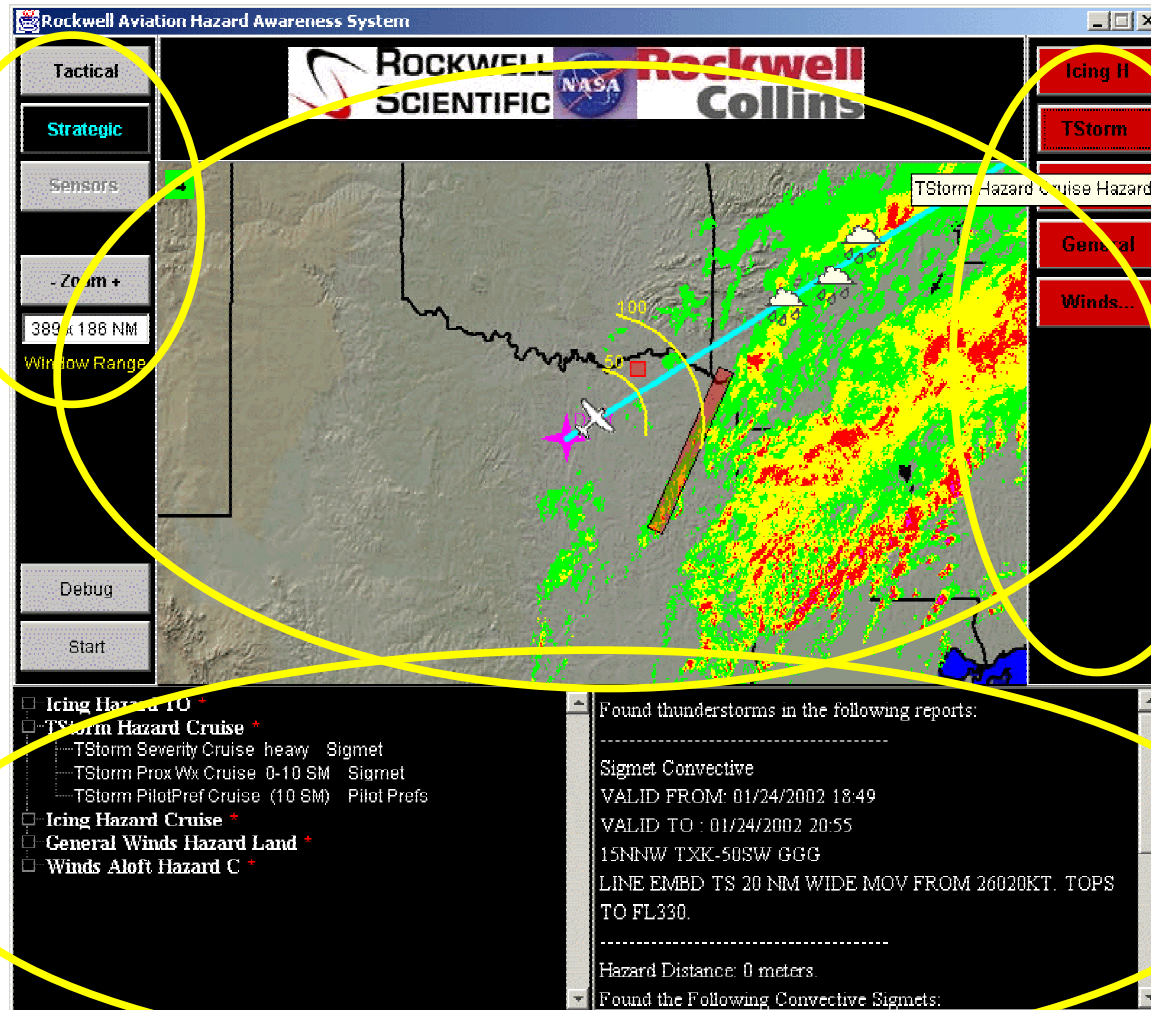 Rockwell Aviation Hazard Awareness System
Tactical
Strategic
Sensors
- Zoom +
389 x 186 NM
Window Range
Debug
Start
ROCKWELL
SCIENTIFIC
NASA
Rockwell
Collins
100
50
TStorm Hazard Cruise Hazard
Icing H
TStorm
General
Winds...
Icing Hazard TO *
TStorm Hazard Cruise *
TStorm Severity Cruise heavy Sigmet
TStorm Prox Wx Cruise 0-10 SM Sigmet
TStorm PilotPref Cruise (10 SM) Pilot Prefs
Icing Hazard Cruise *
General Winds Hazard Land *
Winds Aloft Hazard C *
Found thunderstorms in the following reports:
----------------------------------------
Sigmet Convective
VALID FROM: 01/24/2002 18:49
VALID TO : 01/24/2002 20:55
15NNW TXK-50SW GGG
LINE EMBD TS 20 NM WIDE MOV FROM 26020KT. TOPS
TO FL330.
----------------------------------------
Hazard Distance: 0 meters.
Found the Following Convective Sigmets: